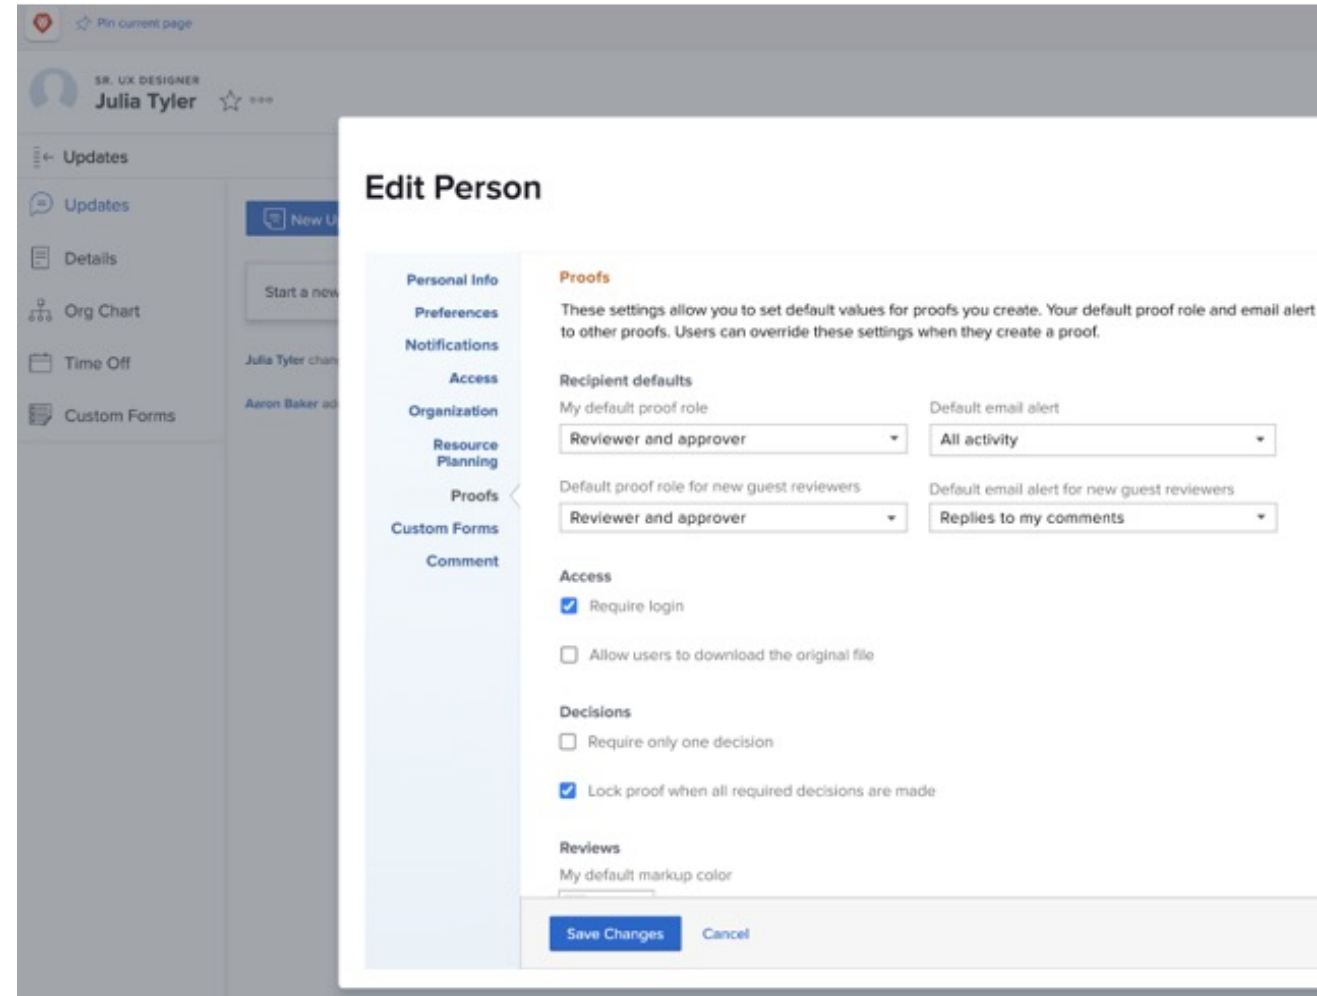 Pin current page
SR. UX DESIGNER
Julia Tyler
Updates
Updates
Details
Org Chart
Time Off
Custom Forms
New U
Start a new
Julia Tyler chan
Aaron Baker ad
Edit Person
Personal Info
Preferences
Notifications
Access
Organization
Resource
Planning
Proofs
Custom Forms
Comment
Proofs
These settings allow you to set default values for proofs you create. Your default proof role and email alert
to other proofs. Users can override these settings when they create a proof.
Recipient defaults
My default proof role
Default email alert
Reviewer and approver
All activity
Default proof role for new guest reviewers
Default email alert for new guest reviewers
Reviewer and approver
Replies to my comments
Access
Require login
Allow users to download the original file
Decisions
Require only one decision
Lock proof when all required decisions are made
Reviews
My default markup color
Save Changes
Cancel